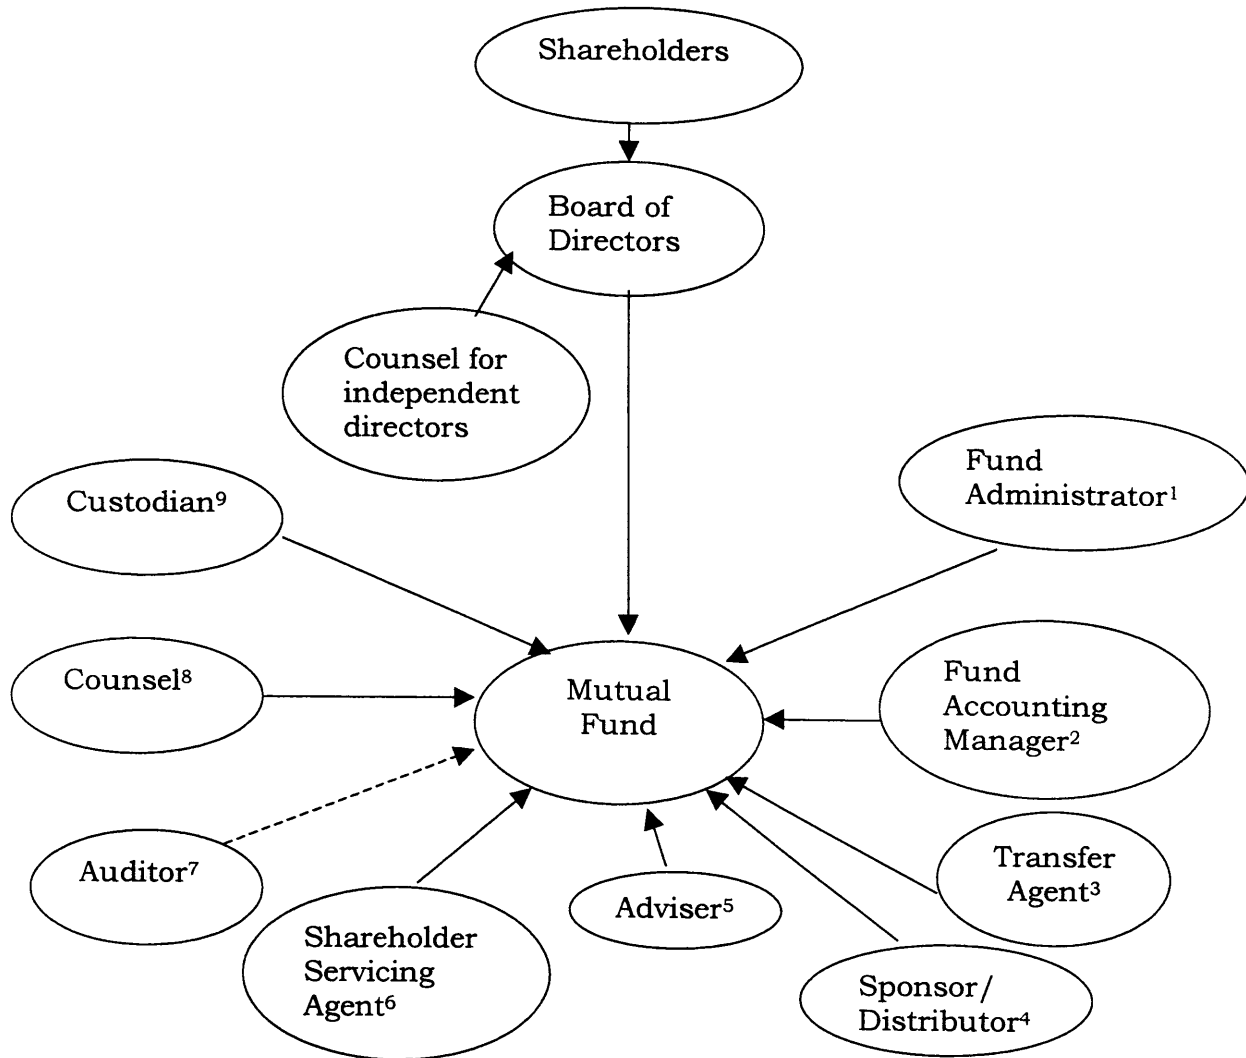 Shareholders
Board of
Directors
Counsel for
independent
directors
Fund
Administrator¹
Custodian⁹
Counsel⁸
Mutual
Fund
Fund
Accounting
Manager²
Auditor⁷
Transfer
Agent³
Adviser⁵
Shareholder
Servicing
Agent⁶
Sponsor/
Distributor⁴